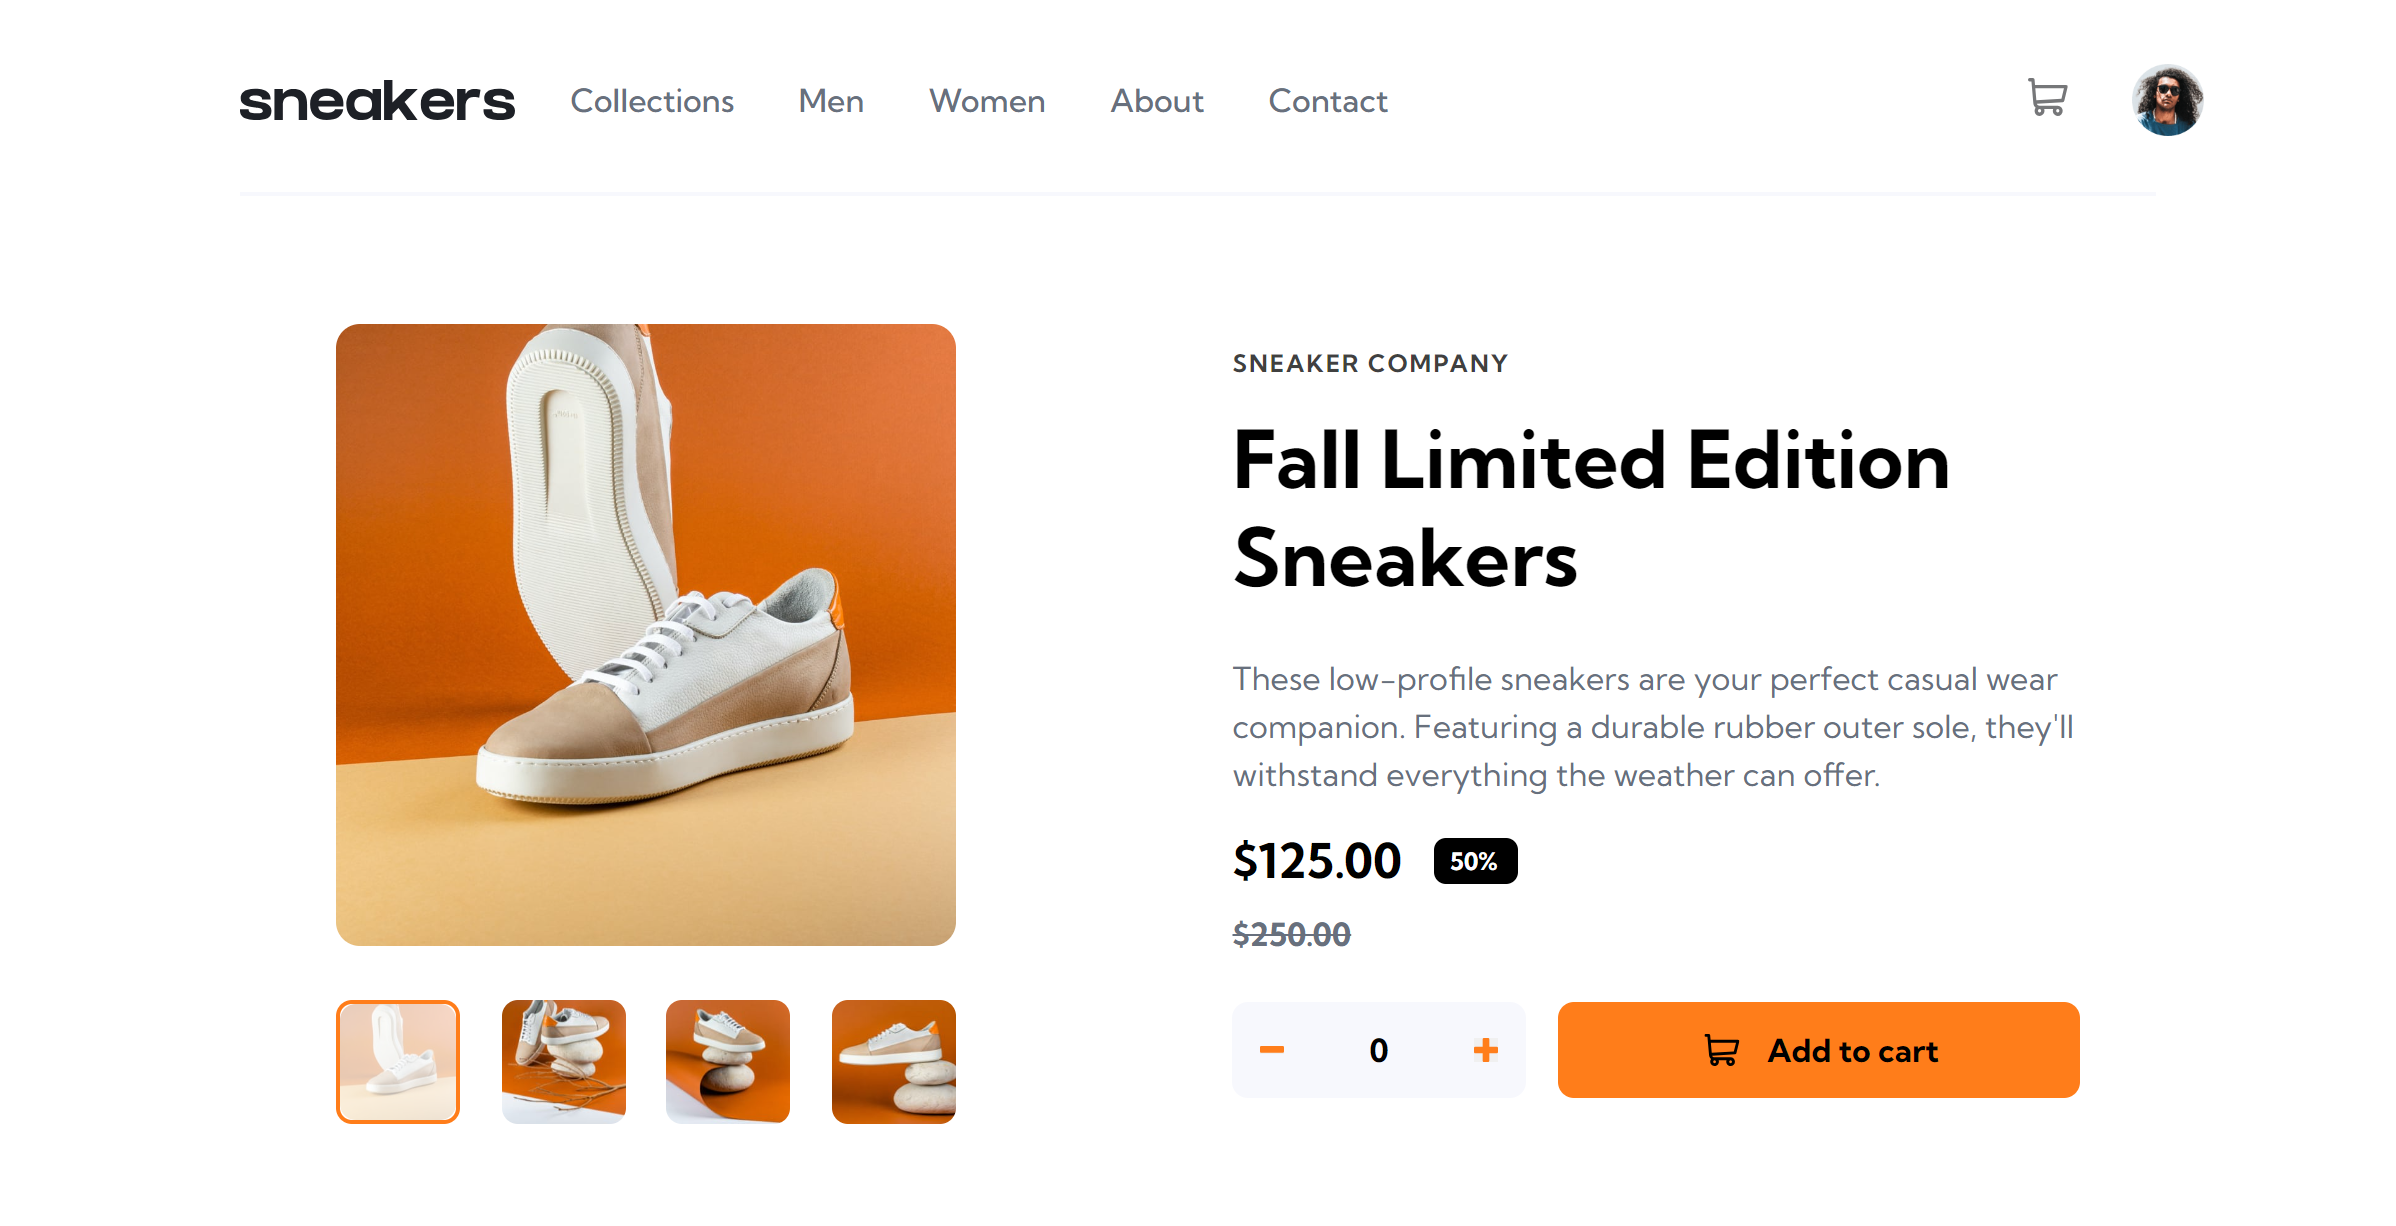 sneakers Collections Men Women About Contact
SNEAKER COMPANY
Fall Limited Edition
Sneakers
These low-profile sneakers are your perfect casual wear
companion. Featuring a durable rubber outer sole, they'll
withstand everything the weather can offer.
$125.00 50%
$250.00
0 Add to cart